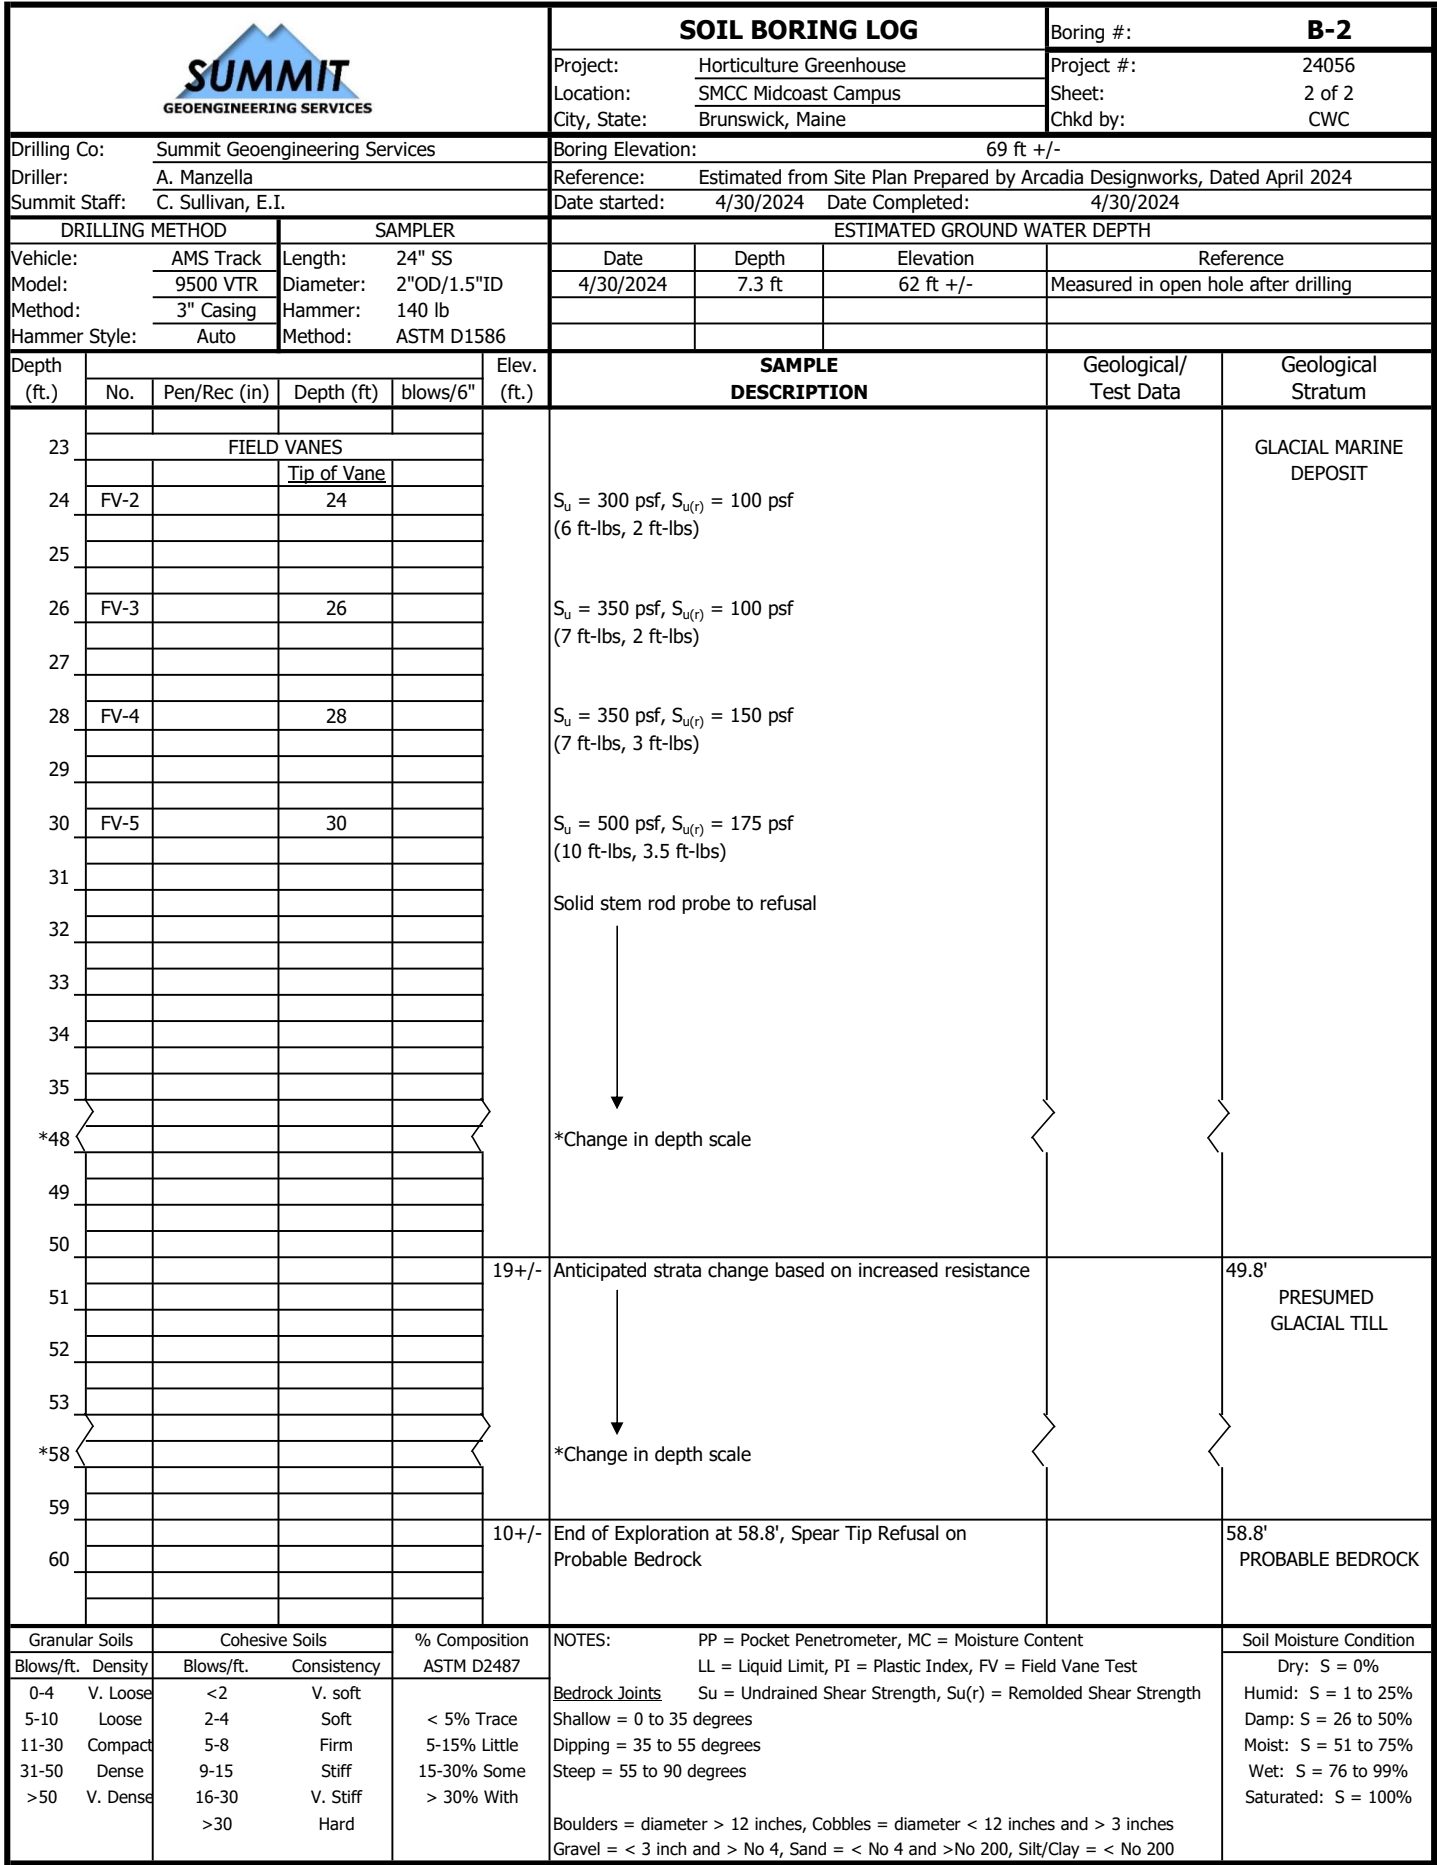 SUMMIT
GEOENGINEERING SERVICES
SOIL BORING LOG
Boring #: B-2
Project: Horticulture Greenhouse
Project #: 24056
Location: SMCC Midcoast Campus
Sheet: 2 of 2
City, State: Brunswick, Maine
Chkd by: CWC
Drilling Co: Summit Geoengineering Services
Boring Elevation: 69 ft +/-
Driller: A. Manzella
Reference: Estimated from Site Plan Prepared by Arcadia Designworks, Dated April 2024
Summit Staff: C. Sullivan, E.I.
Date started: 4/30/2024 Date Completed: 4/30/2024
DRILLING METHOD SAMPLER ESTIMATED GROUND WATER DEPTH
Vehicle: AMS Track Length: 24" SS Date Depth Elevation Reference
Model: 9500 VTR Diameter: 2"OD/1.5"ID 4/30/2024 7.3 ft 62 ft +/- Measured in open hole after drilling
Method: 3" Casing Hammer: 140 lb
Hammer Style: Auto Method: ASTM D1586
Depth Elev. SAMPLE Geological/ Geological
(ft.) No. Pen/Rec (in) Depth (ft) blows/6" (ft.) DESCRIPTION Test Data Stratum
23 FIELD VANES GLACIAL MARINE
Tip of Vane DEPOSIT
24 FV-2 24 Su = 300 psf, Su(r) = 100 psf
(6 ft-lbs, 2 ft-lbs)
25
26 FV-3 26 Su = 350 psf, Su(r) = 100 psf
(7 ft-lbs, 2 ft-lbs)
27
28 FV-4 28 Su = 350 psf, Su(r) = 150 psf
(7 ft-lbs, 3 ft-lbs)
29
30 FV-5 30 Su = 500 psf, Su(r) = 175 psf
(10 ft-lbs, 3.5 ft-lbs)
31
Solid stem rod probe to refusal
32
33
34
35
*48 *Change in depth scale
49
50
19+/- Anticipated strata change based on increased resistance 49.8'
51 PRESUMED
GLACIAL TILL
52
53
*58 *Change in depth scale
59
10+/- End of Exploration at 58.8', Spear Tip Refusal on 58.8'
60 Probable Bedrock PROBABLE BEDROCK
Granular Soils Cohesive Soils % Composition NOTES: PP = Pocket Penetrometer, MC = Moisture Content Soil Moisture Condition
Blows/ft. Density Blows/ft. Consistency ASTM D2487 LL = Liquid Limit, PI = Plastic Index, FV = Field Vane Test Dry: S = 0%
0-4 V. Loose <2 V. soft Bedrock Joints Su = Undrained Shear Strength, Su(r) = Remolded Shear Strength Humid: S = 1 to 25%
5-10 Loose 2-4 Soft < 5% Trace Shallow = 0 to 35 degrees Damp: S = 26 to 50%
11-30 Compact 5-8 Firm 5-15% Little Dipping = 35 to 55 degrees Moist: S = 51 to 75%
31-50 Dense 9-15 Stiff 15-30% Some Steep = 55 to 90 degrees Wet: S = 76 to 99%
>50 V. Dense 16-30 V. Stiff > 30% With Saturated: S = 100%
>30 Hard Boulders = diameter > 12 inches, Cobbles = diameter < 12 inches and > 3 inches
Gravel = < 3 inch and > No 4, Sand = < No 4 and >No 200, Silt/Clay = < No 200